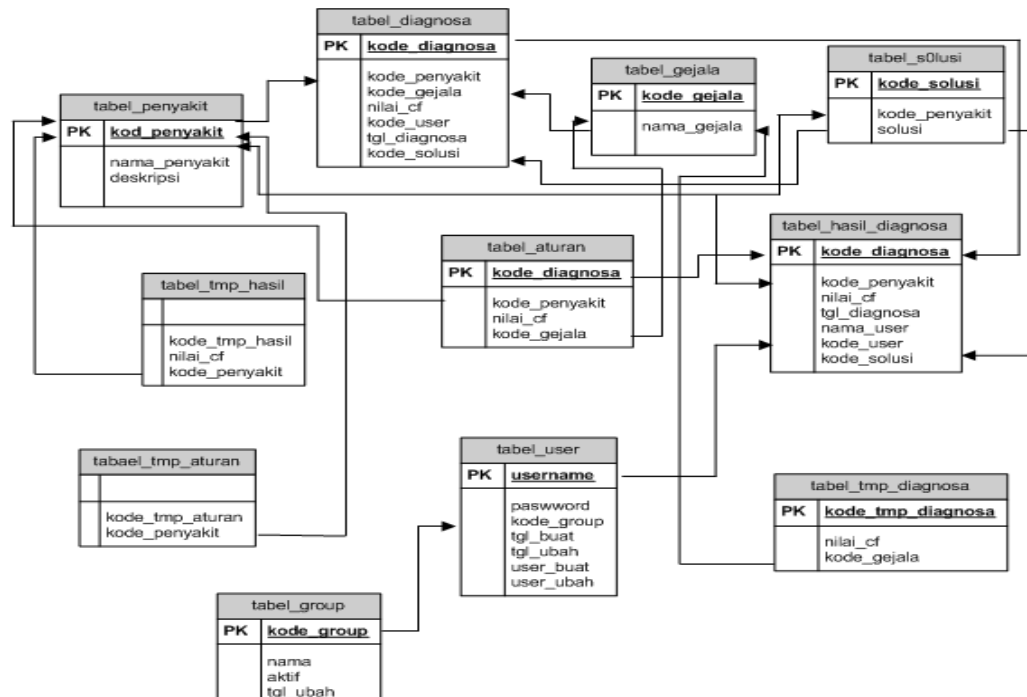 tabel_diagnosa
PK kode_diagnosa
kode_penyakit
kode_gejala
nilai_cf
kode_user
tgl_diagnosa
kode_solusi
tabel_gejala
PK kode_gejala
nama_gejala
tabel_s0lusi
PK kode_solusi
kode_penyakit
solusi
tabel_penyakit
PK kod_penyakit
nama_penyakit
deskripsi
tabel_hasil_diagnosa
PK kode_diagnosa
kode_penyakit
nilai_cf
tgl_diagnosa
nama_user
kode_user
kode_solusi
tabel_aturan
PK kode_diagnosa
kode_penyakit
nilai_cf
kode_gejala
tabel_tmp_hasil
kode_tmp_hasil
nilai_cf
kode_penyakit
tabael_tmp_aturan
kode_tmp_aturan
kode_penyakit
tabel_user
PK username
paswword
kode_group
tgl_buat
tgl_ubah
user_buat
user_ubah
tabel_tmp_diagnosa
PK kode_tmp_diagnosa
nilai_cf
kode_gejala
tabel_group
PK kode_group
nama
aktif
tgl_ubah